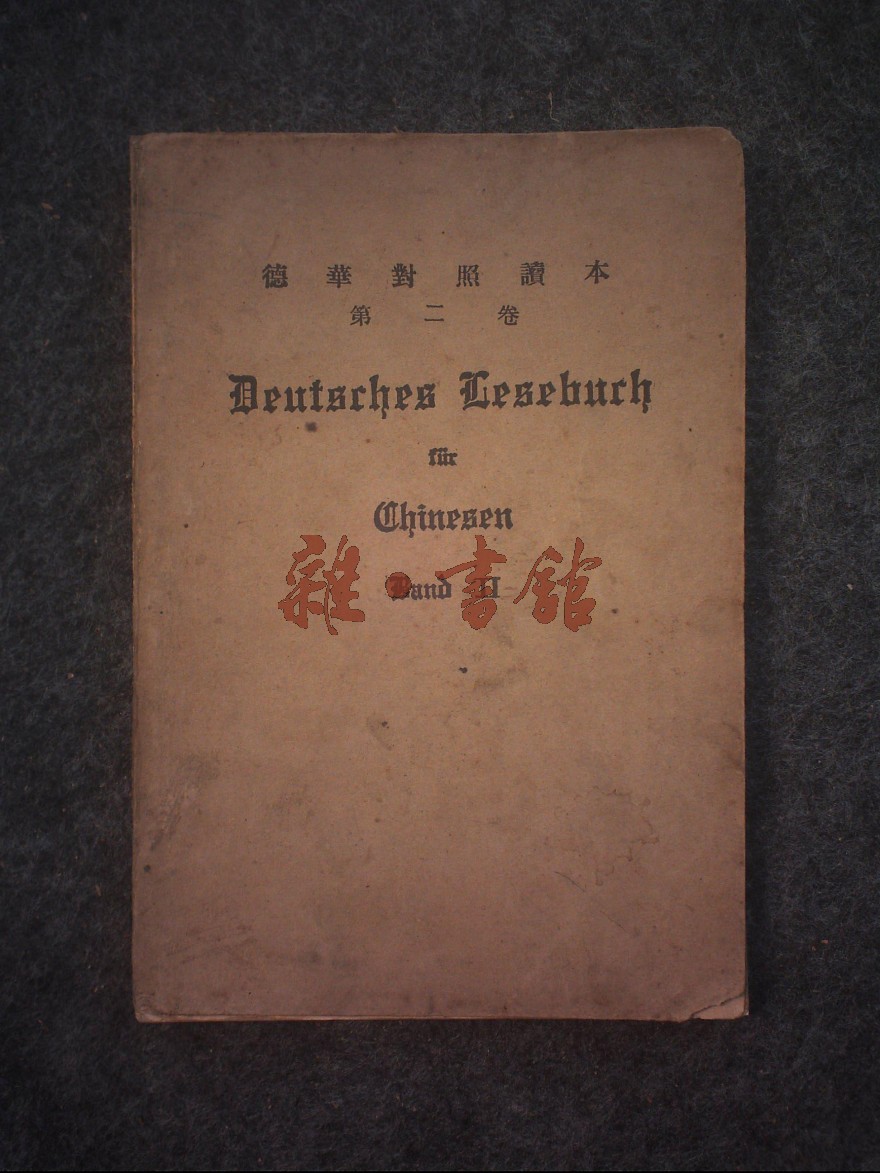 德華對照讀本
第二卷
Deutsches Lesebuch
für
Chinesen
Band II
雜·書館